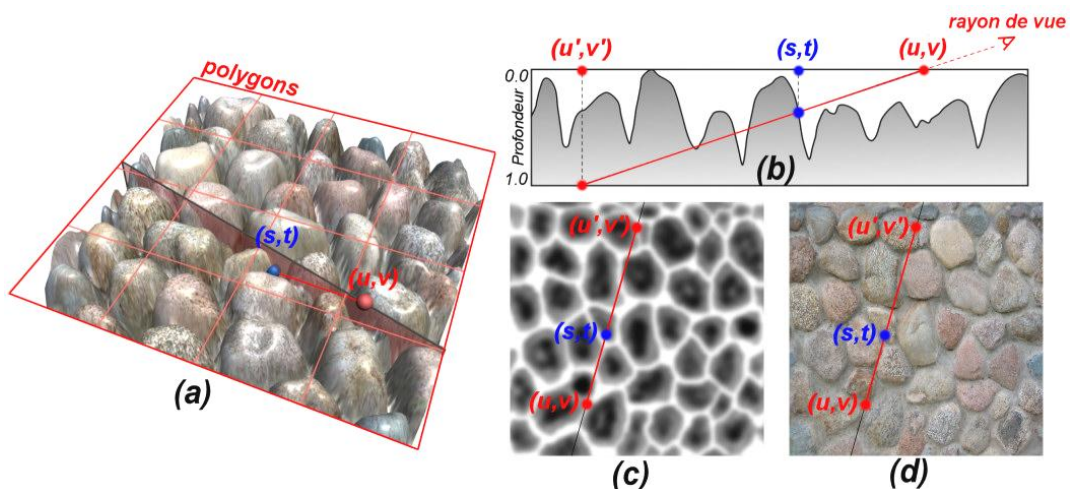 polygons
(s,t)
(u,v)
(a)
rayon de vue
(u',v')
(s,t)
(u,v)
0.0
Profondeur
1.0
(b)
(u',v')
(s,t)
(u,v)
(c)
(u',v')
(s,t)
(u,v)
(d)